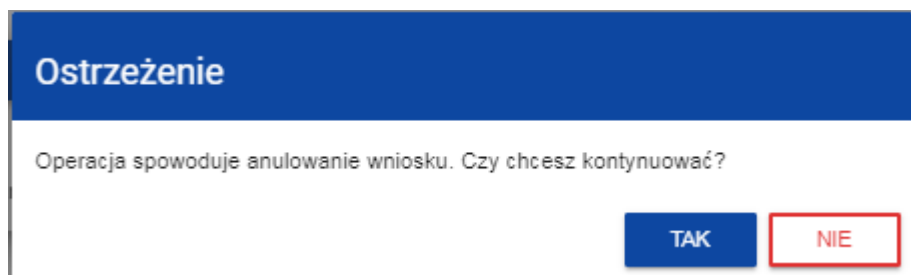 Ostrzeżenie
Operacja spowoduje anulowanie wniosku. Czy chcesz kontynuować?
TAK NIE